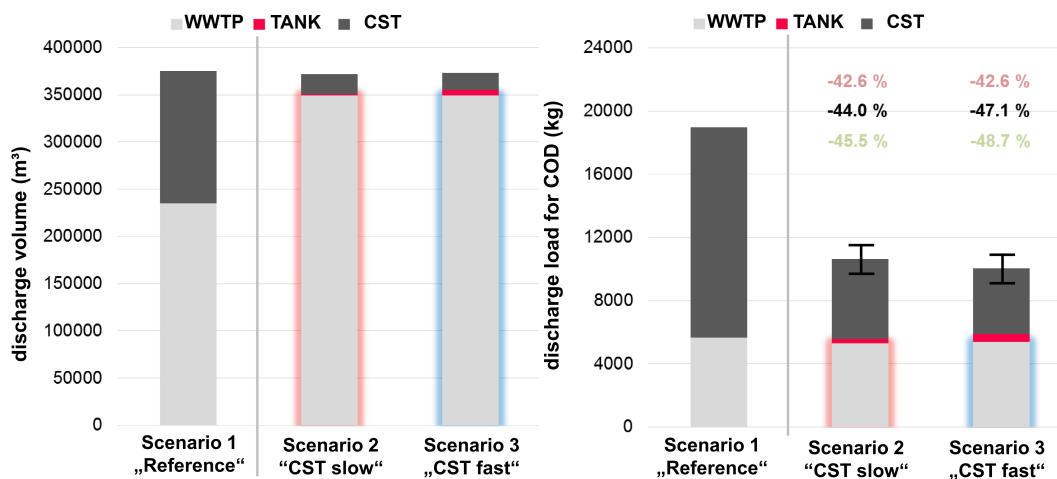 WWTP TANK CST
discharge volume (m³)
400000
350000
300000
250000
200000
150000
100000
50000
0
Scenario 1
„Reference“
Scenario 2
“CST slow“
Scenario 3
„CST fast“
WWTP TANK CST
discharge load for COD (kg)
24000
20000
16000
12000
8000
4000
0
-42.6 % -42.6 %
-44.0 % -47.1 %
-45.5 % -48.7 %
Scenario 1
„Reference“
Scenario 2
“CST slow“
Scenario 3
„CST fast“